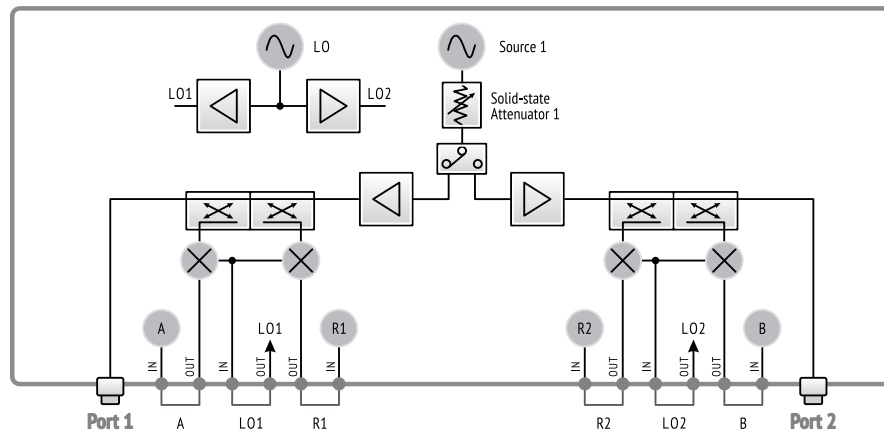 LO
Source 1
LO1
LO2
Solid-state
Attenuator 1
A
LO1
R1
R2
LO2
B
IN
OUT
IN
OUT
OUT
IN
IN
OUT
IN
OUT
OUT
IN
Port 1
A
LO1
R1
R2
LO2
B
Port 2